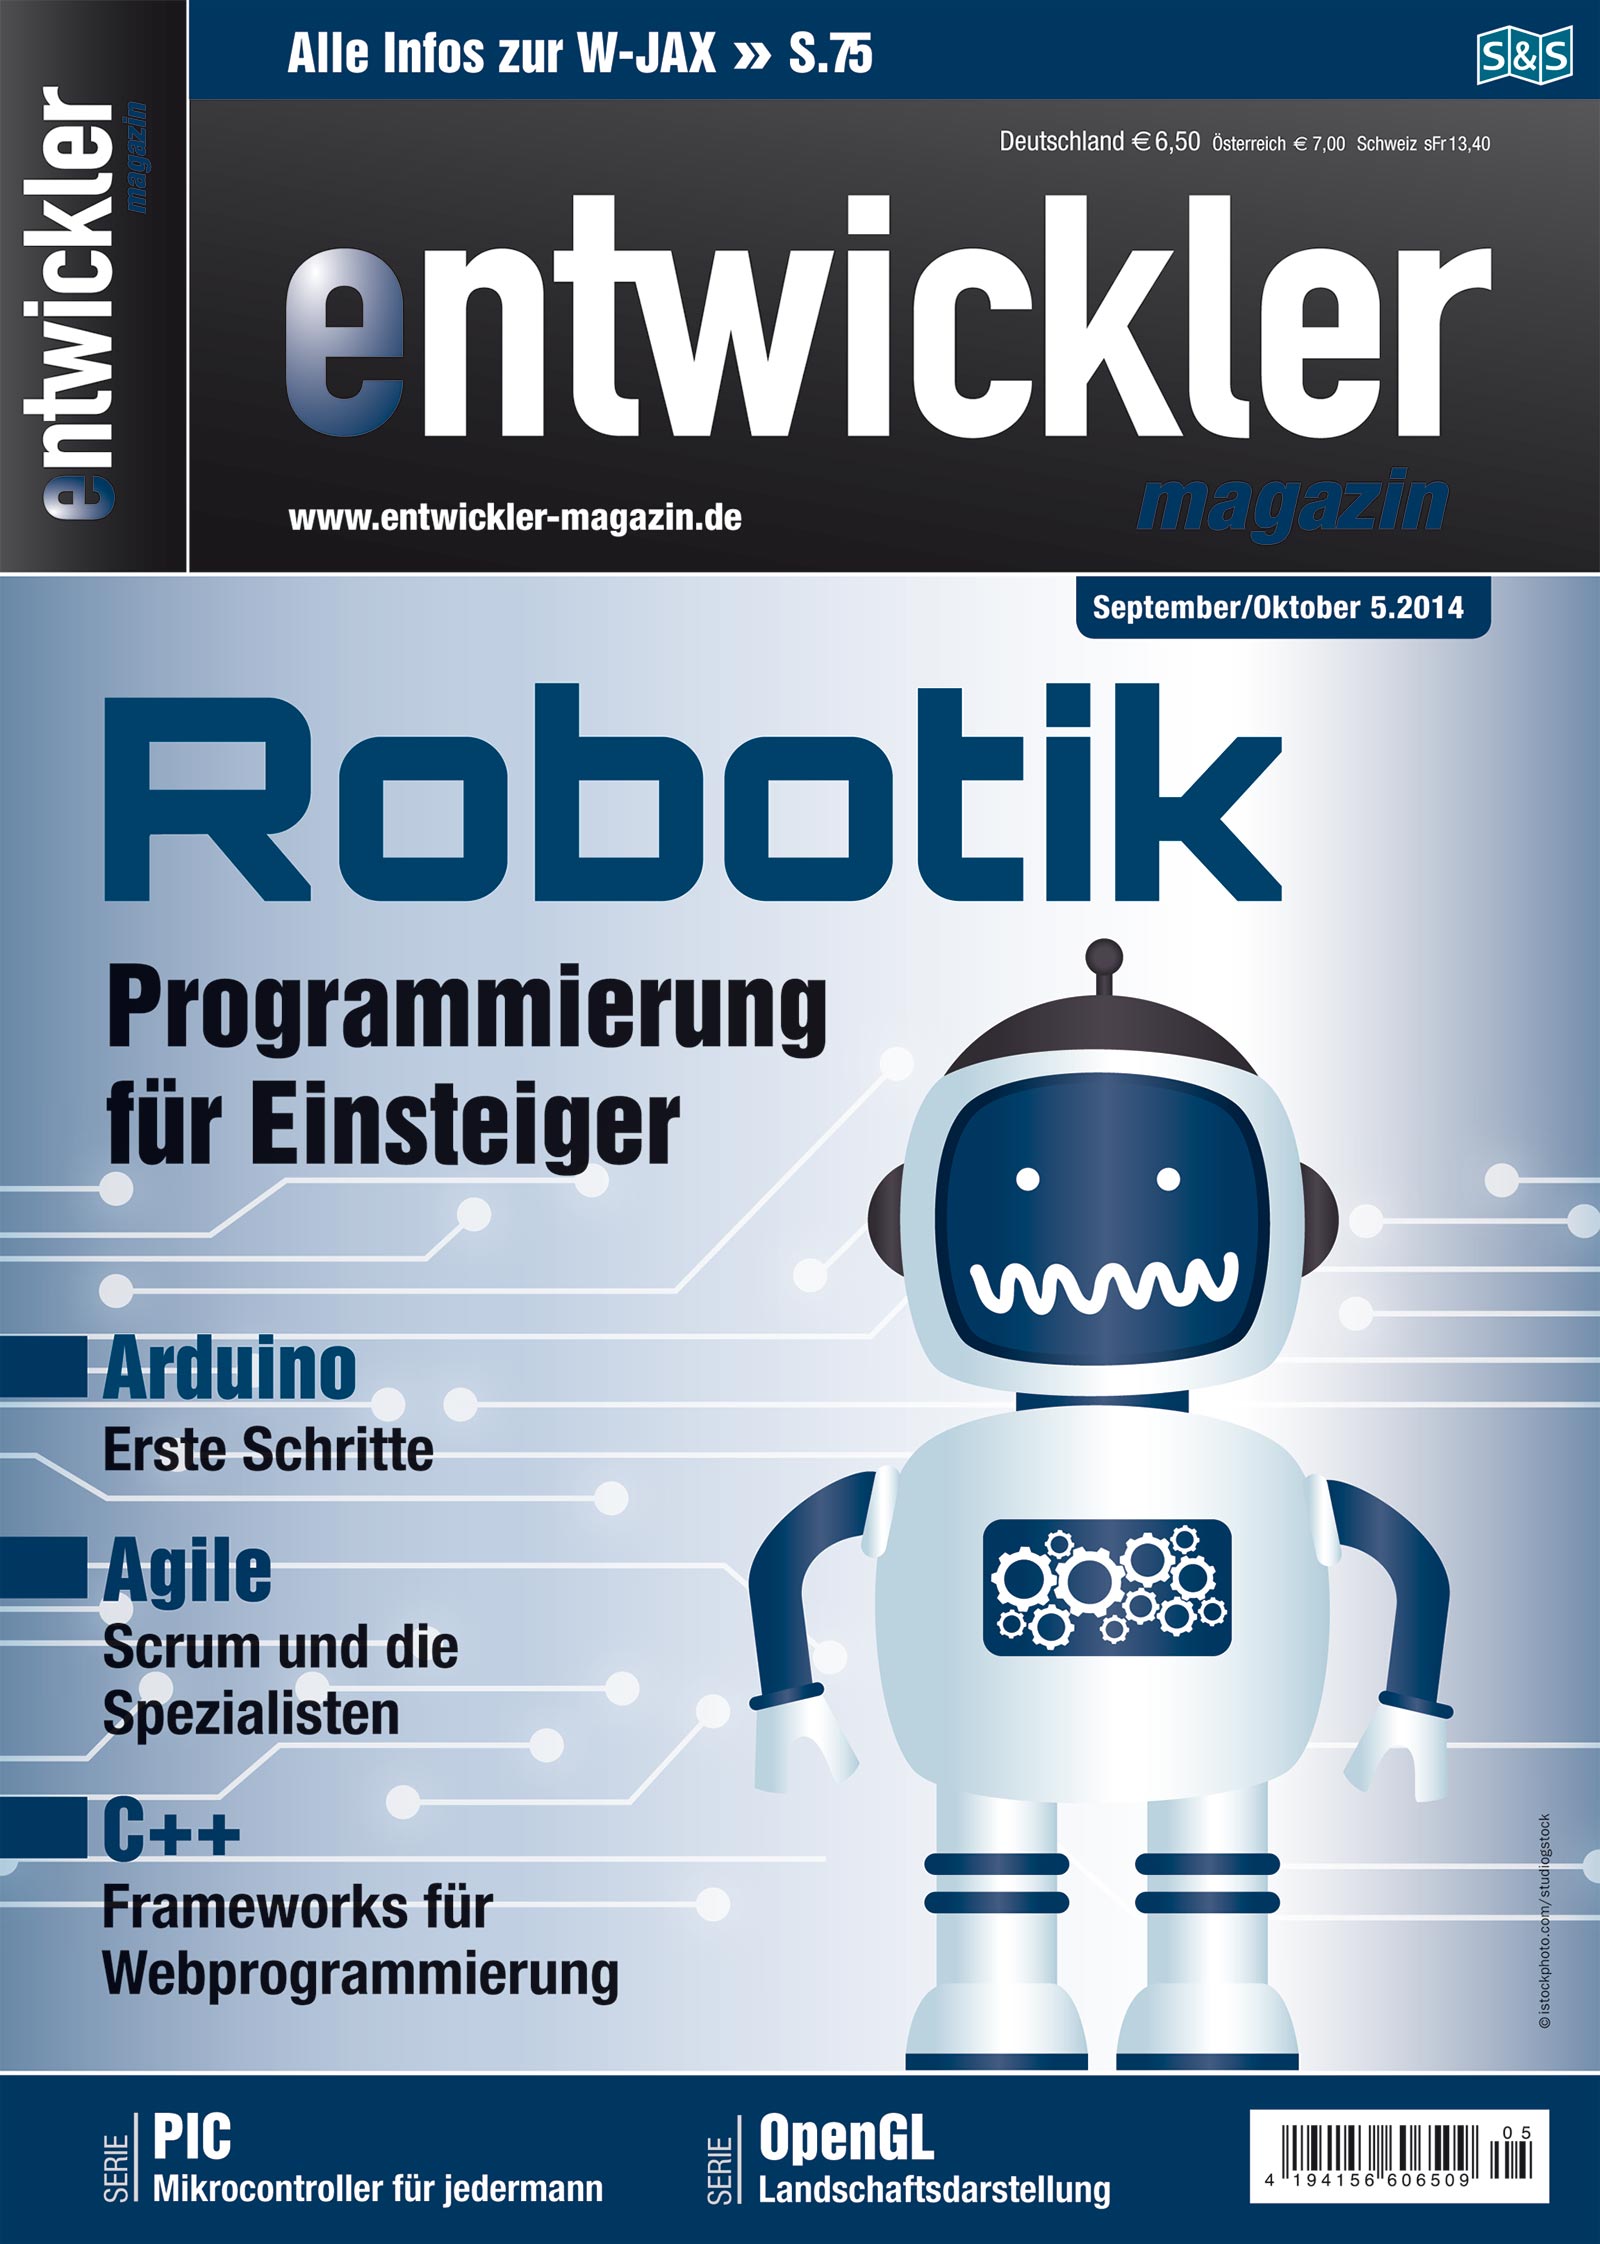 Alle Infos zur W-JAX » S.75
S&S
entwickler
magazin
Deutschland € 6,50 Österreich € 7,00 Schweiz sFr 13,40
entwickler
magazin
www.entwickler-magazin.de
September/Oktober 5.2014
Robotik
Programmierung
für Einsteiger
Arduino
Erste Schritte
Agile
Scrum und die
Spezialisten
C++
Frameworks für
Webprogrammierung
© istockphoto.com/studiogstock
SERIE
PIC
Mikrocontroller für jedermann
SERIE
OpenGL
Landschaftsdarstellung
05
4 194156 606509